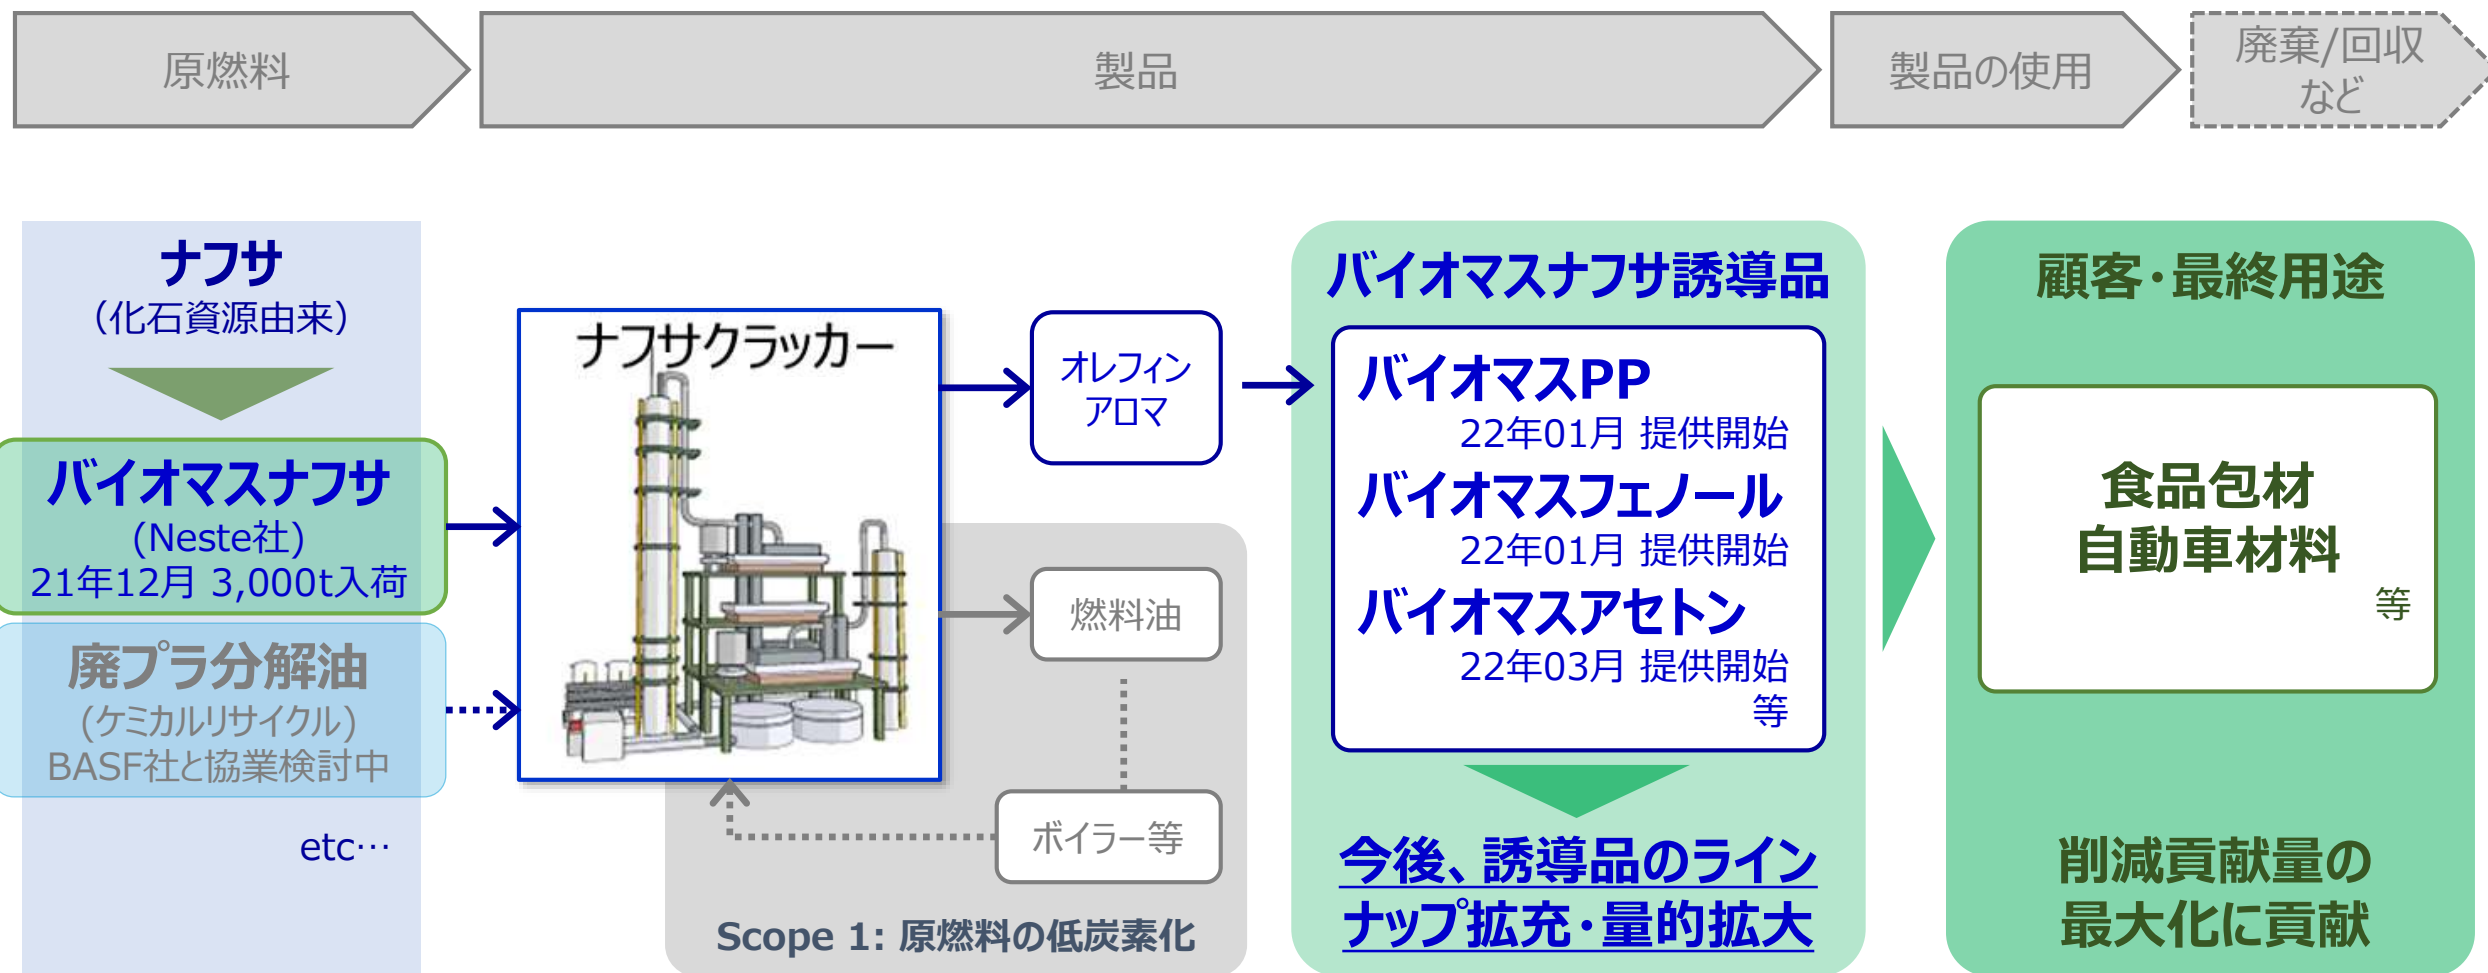 原燃料
製品
製品の使用
廃棄/回収
など
ナフサ
（化石資源由来）
バイオマスナフサ
(Neste社)
21年12月 3,000t入荷
廃プラ分解油
(ケミカルリサイクル)
BASF社と協業検討中
etc…
ナフサクラッカー
オレフィン
アロマ
燃料油
ボイラー等
Scope 1: 原燃料の低炭素化
バイオマスナフサ誘導品
バイオマスPP
22年01月 提供開始
バイオマスフェノール
22年01月 提供開始
バイオマスアセトン
22年03月 提供開始
等
今後、誘導品のライン
ナップ拡充・量的拡大
顧客・最終用途
食品包材
自動車材料
等
削減貢献量の
最大化に貢献